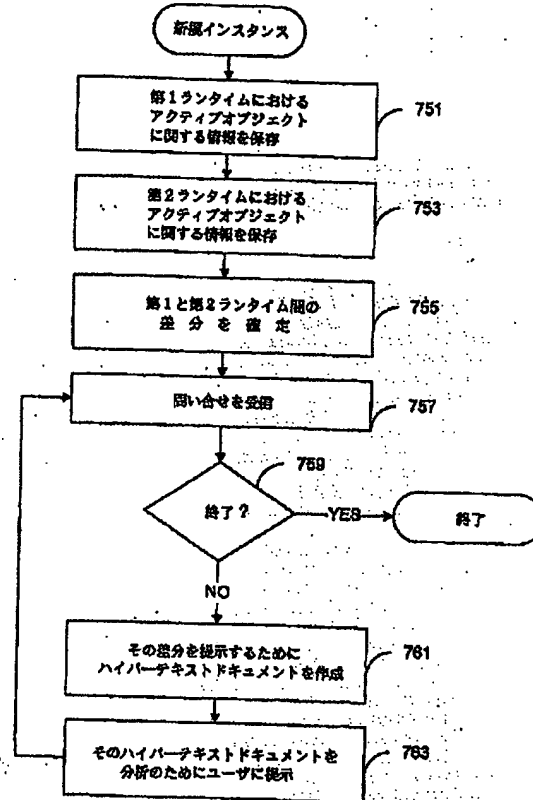 新規インスタンス
第1ランタイムにおける
アクティブオブジェクト
に関する情報を保存
751
第2ランタイムにおける
アクティブオブジェクト
に関する情報を保存
753
第1と第2ランタイム間の
差 分 を 確 定
755
問い合せを受信
757
759
終了?
YES
終了
NO
その差分を提示するために
ハイパーテキストドキュメントを作成
761
そのハイパーテキストドキュメントを
分析のためにユーザに提示
763